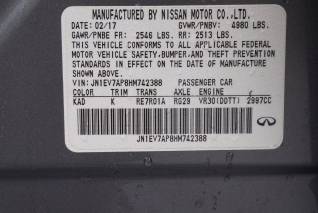 MANUFACTURED BY NISSAN MOTOR CO., LTD.
DATE: 02/17 GVWR/PNBV: 4980 LBS.
GAWR/PNBE FR: 2546 LBS. RR: 2513 LBS.
THIS VEHICLE CONFORMS TO ALL APPLICABLE FEDERAL
MOTOR VEHICLE SAFETY, BUMPER, AND THEFT PREVENTION
STANDARDS IN EFFECT ON THE DATE OF MANUFACTURE
SHOWN ABOVE.
VIN: JN1EV7AP8HM742388 PASSENGER CAR
COLOR TRIM TRANS AXLE ENGINE
KAD K RE7R01A RG29 VR30(DDTT) 2997CC
JN1EV7AP8HM742388
INFINITI